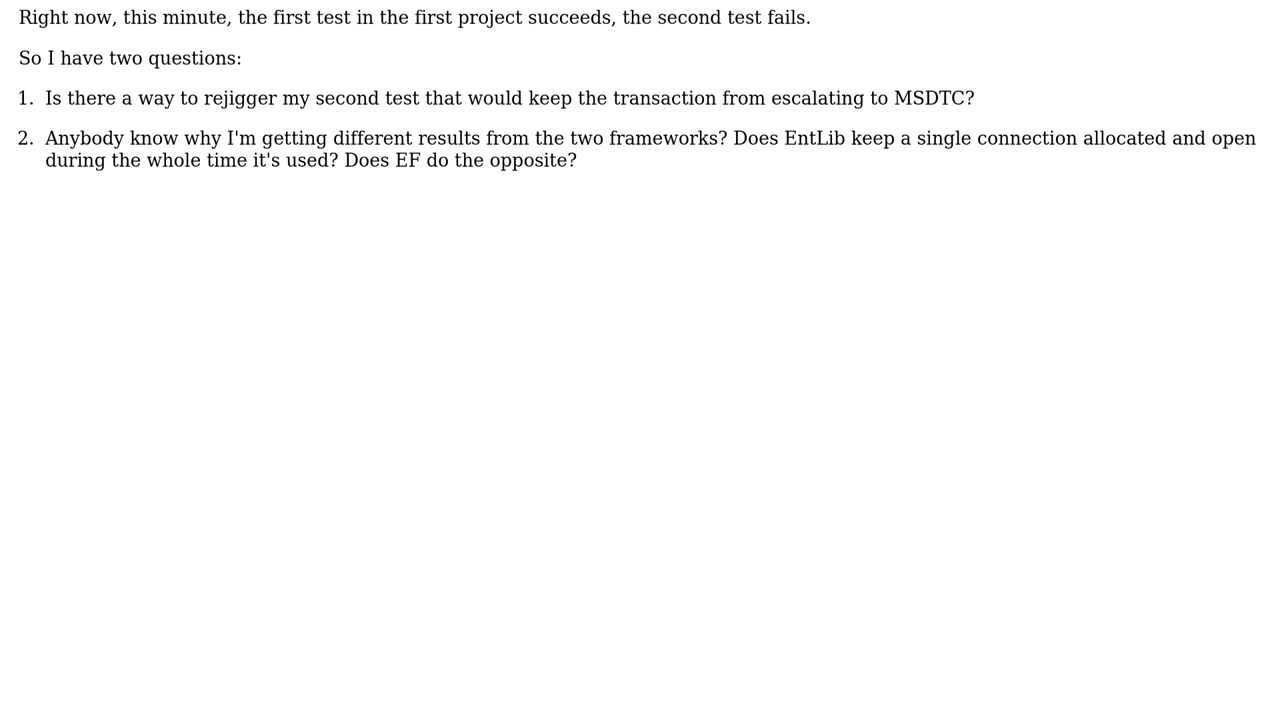 Right now, this minute, the first test in the first project succeeds, the second test fails.
So I have two questions:
1. Is there a way to rejigger my second test that would keep the transaction from escalating to MSDTC?
2. Anybody know why I'm getting different results from the two frameworks? Does EntLib keep a single connection allocated and open
during the whole time it's used? Does EF do the opposite?